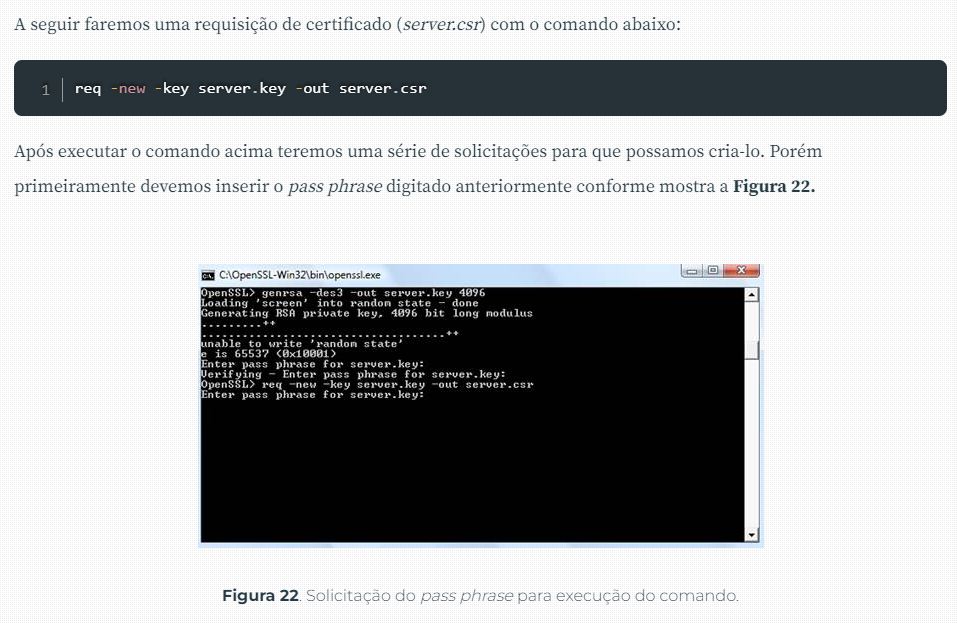 A seguir faremos uma requisição de certificado (server.csr) com o comando abaixo:
1 req -new -key server.key -out server.csr
Após executar o comando acima teremos uma série de solicitações para que possamos cria-lo. Porém
primeiramente devemos inserir o pass phrase digitado anteriormente conforme mostra a Figura 22.
C:\OpenSSL-Win32\bin\openssl.exe
OpenSSL> genrsa -des3 -out server.key 4096
Loading 'screen' into random state - done
Generating RSA private key, 4096 bit long modulus
.........++
...................................++
unable to write 'random state'
e is 65537 (0x10001)
Enter pass phrase for server.key:
Verifying - Enter pass phrase for server.key:
OpenSSL> req -new -key server.key -out server.csr
Enter pass phrase for server.key:
Figura 22. Solicitação do pass phrase para execução do comando.